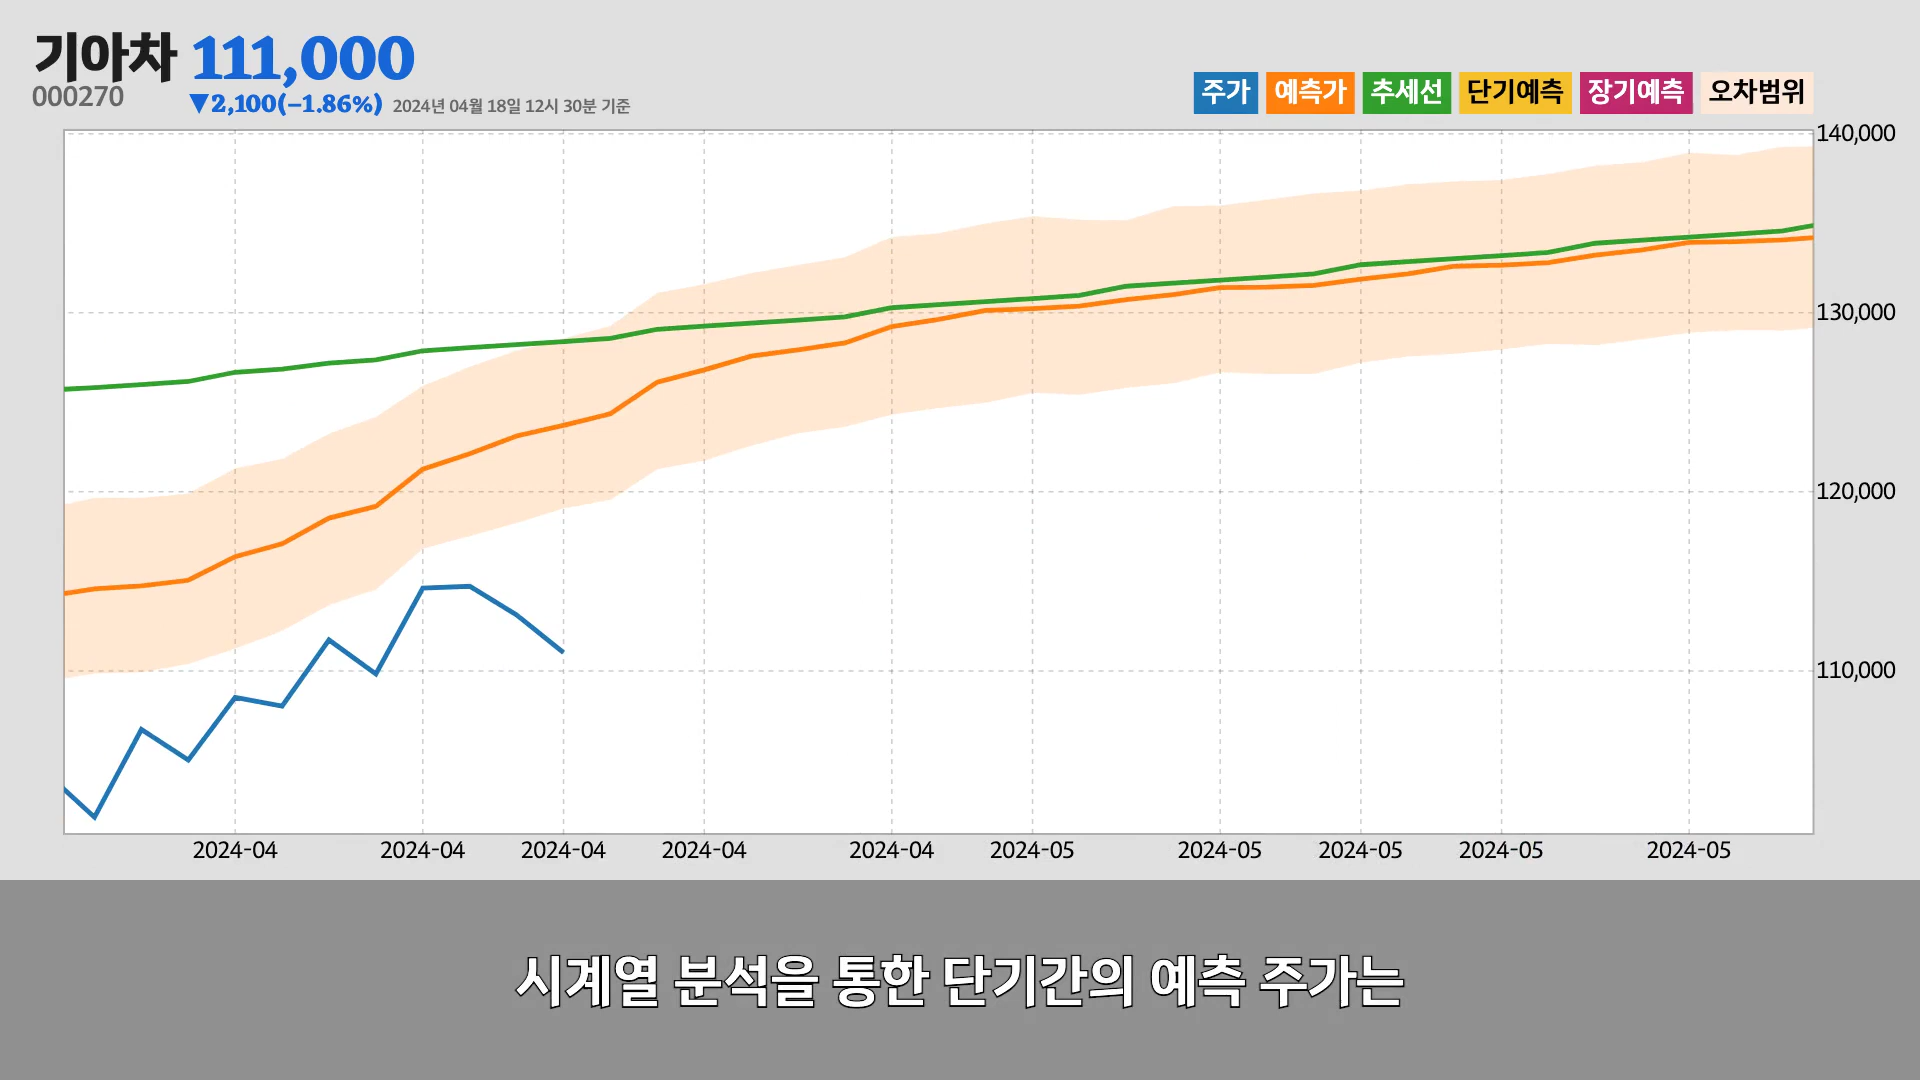 기아차 111,000
000270
▼2,100(−1.86%) 2024년 04월 18일 12시 30분 기준
주가 예측가 추세선 단기예측 장기예측 오차범위
140,000
130,000
120,000
110,000
2024-04 2024-04 2024-04 2024-04 2024-04 2024-05 2024-05 2024-05 2024-05 2024-05
시계열 분석을 통한 단기간의 예측 주가는